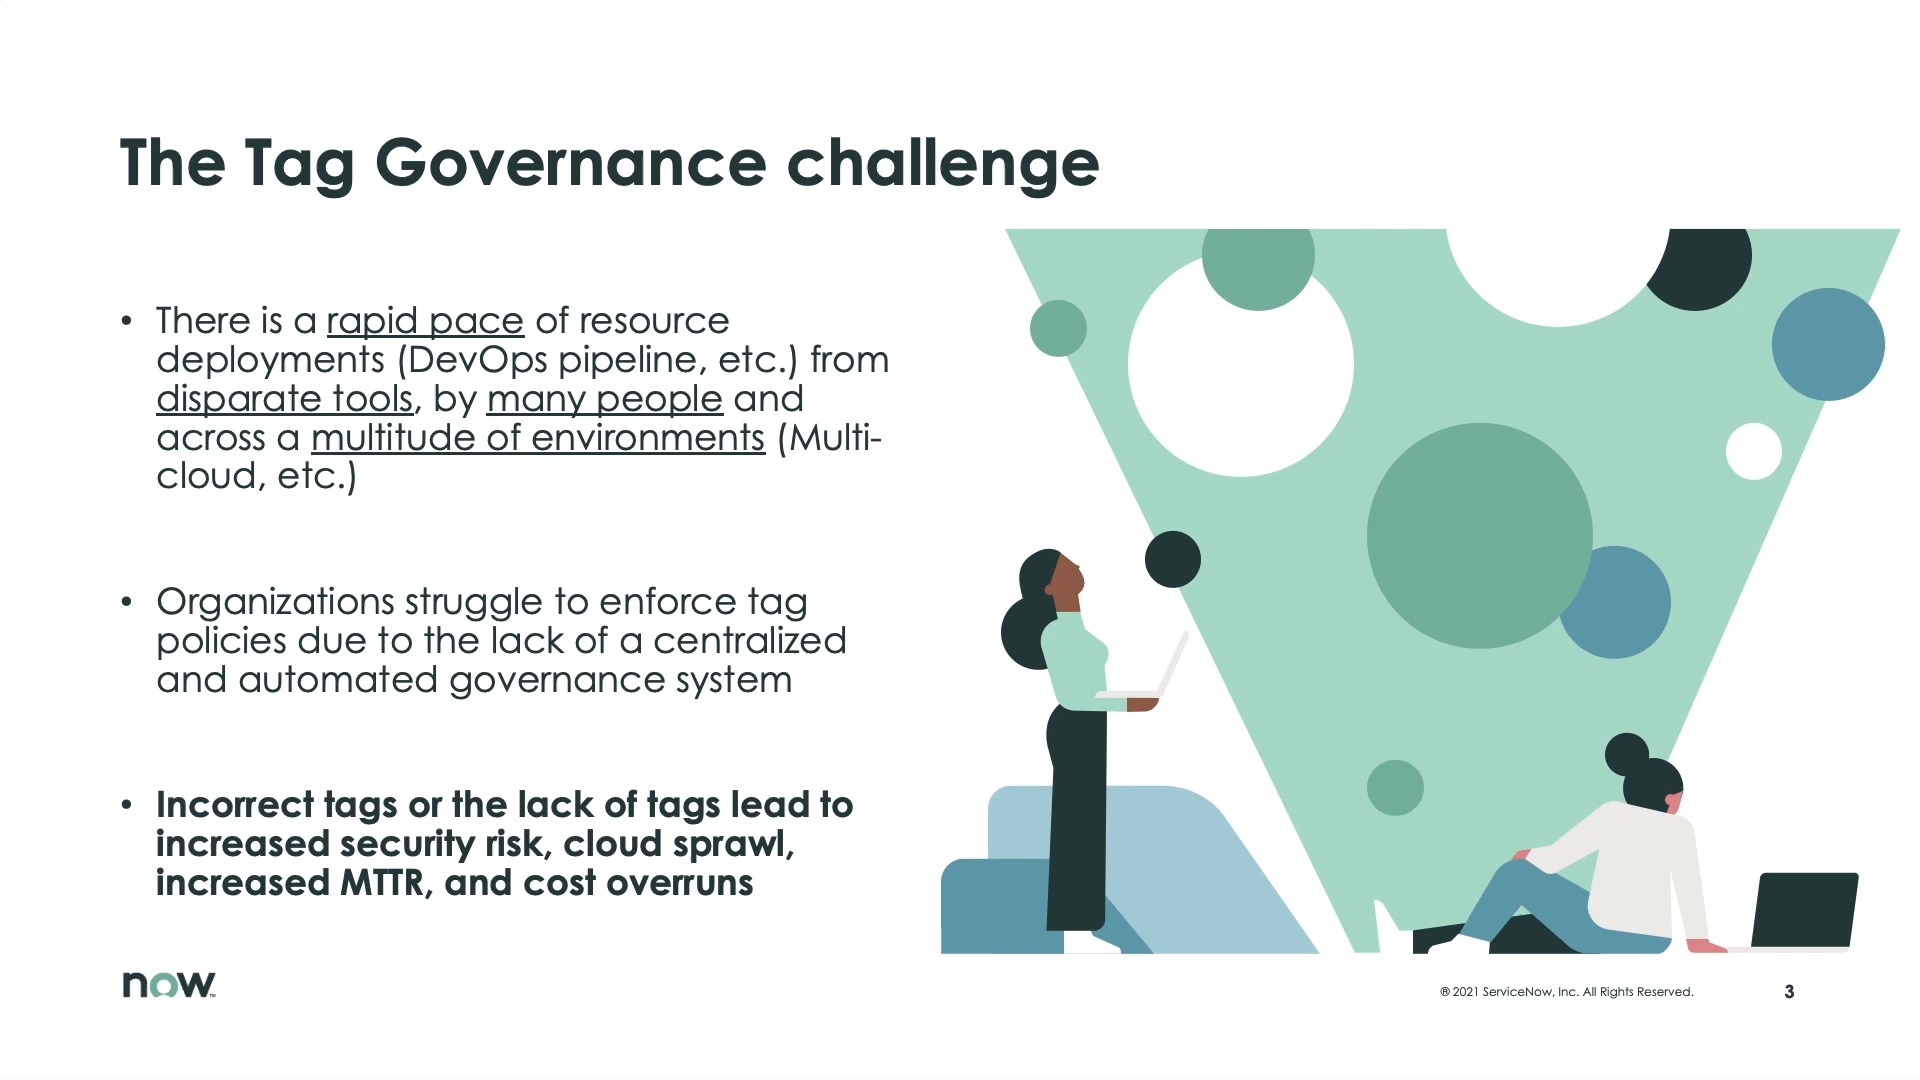 The Tag Governance challenge
• There is a rapid pace of resource
deployments (DevOps pipeline, etc.) from
disparate tools, by many people and
across a multitude of environments (Multi-
cloud, etc.)
• Organizations struggle to enforce tag
policies due to the lack of a centralized
and automated governance system
• Incorrect tags or the lack of tags lead to
increased security risk, cloud sprawl,
increased MTTR, and cost overruns
now™
® 2021 ServiceNow, Inc. All Rights Reserved.
3